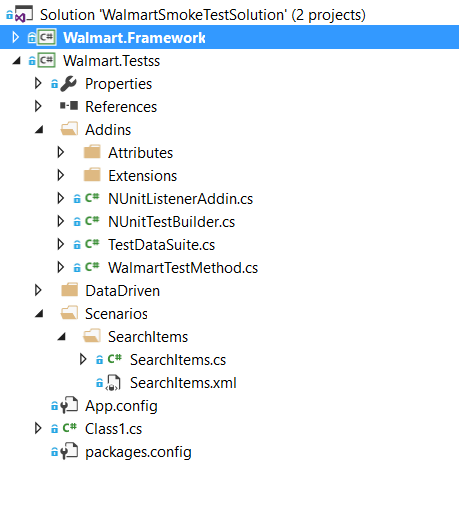 Solution 'WalmartSmokeTestSolution' (2 projects)
C# Walmart.Framework
C# Walmart.Testss
Properties
References
Addins
Attributes
Extensions
C# NUnitListenerAddin.cs
C# NUnitTestBuilder.cs
C# TestDataSuite.cs
C# WalmartTestMethod.cs
DataDriven
Scenarios
SearchItems
C# SearchItems.cs
SearchItems.xml
App.config
C# Class1.cs
packages.config